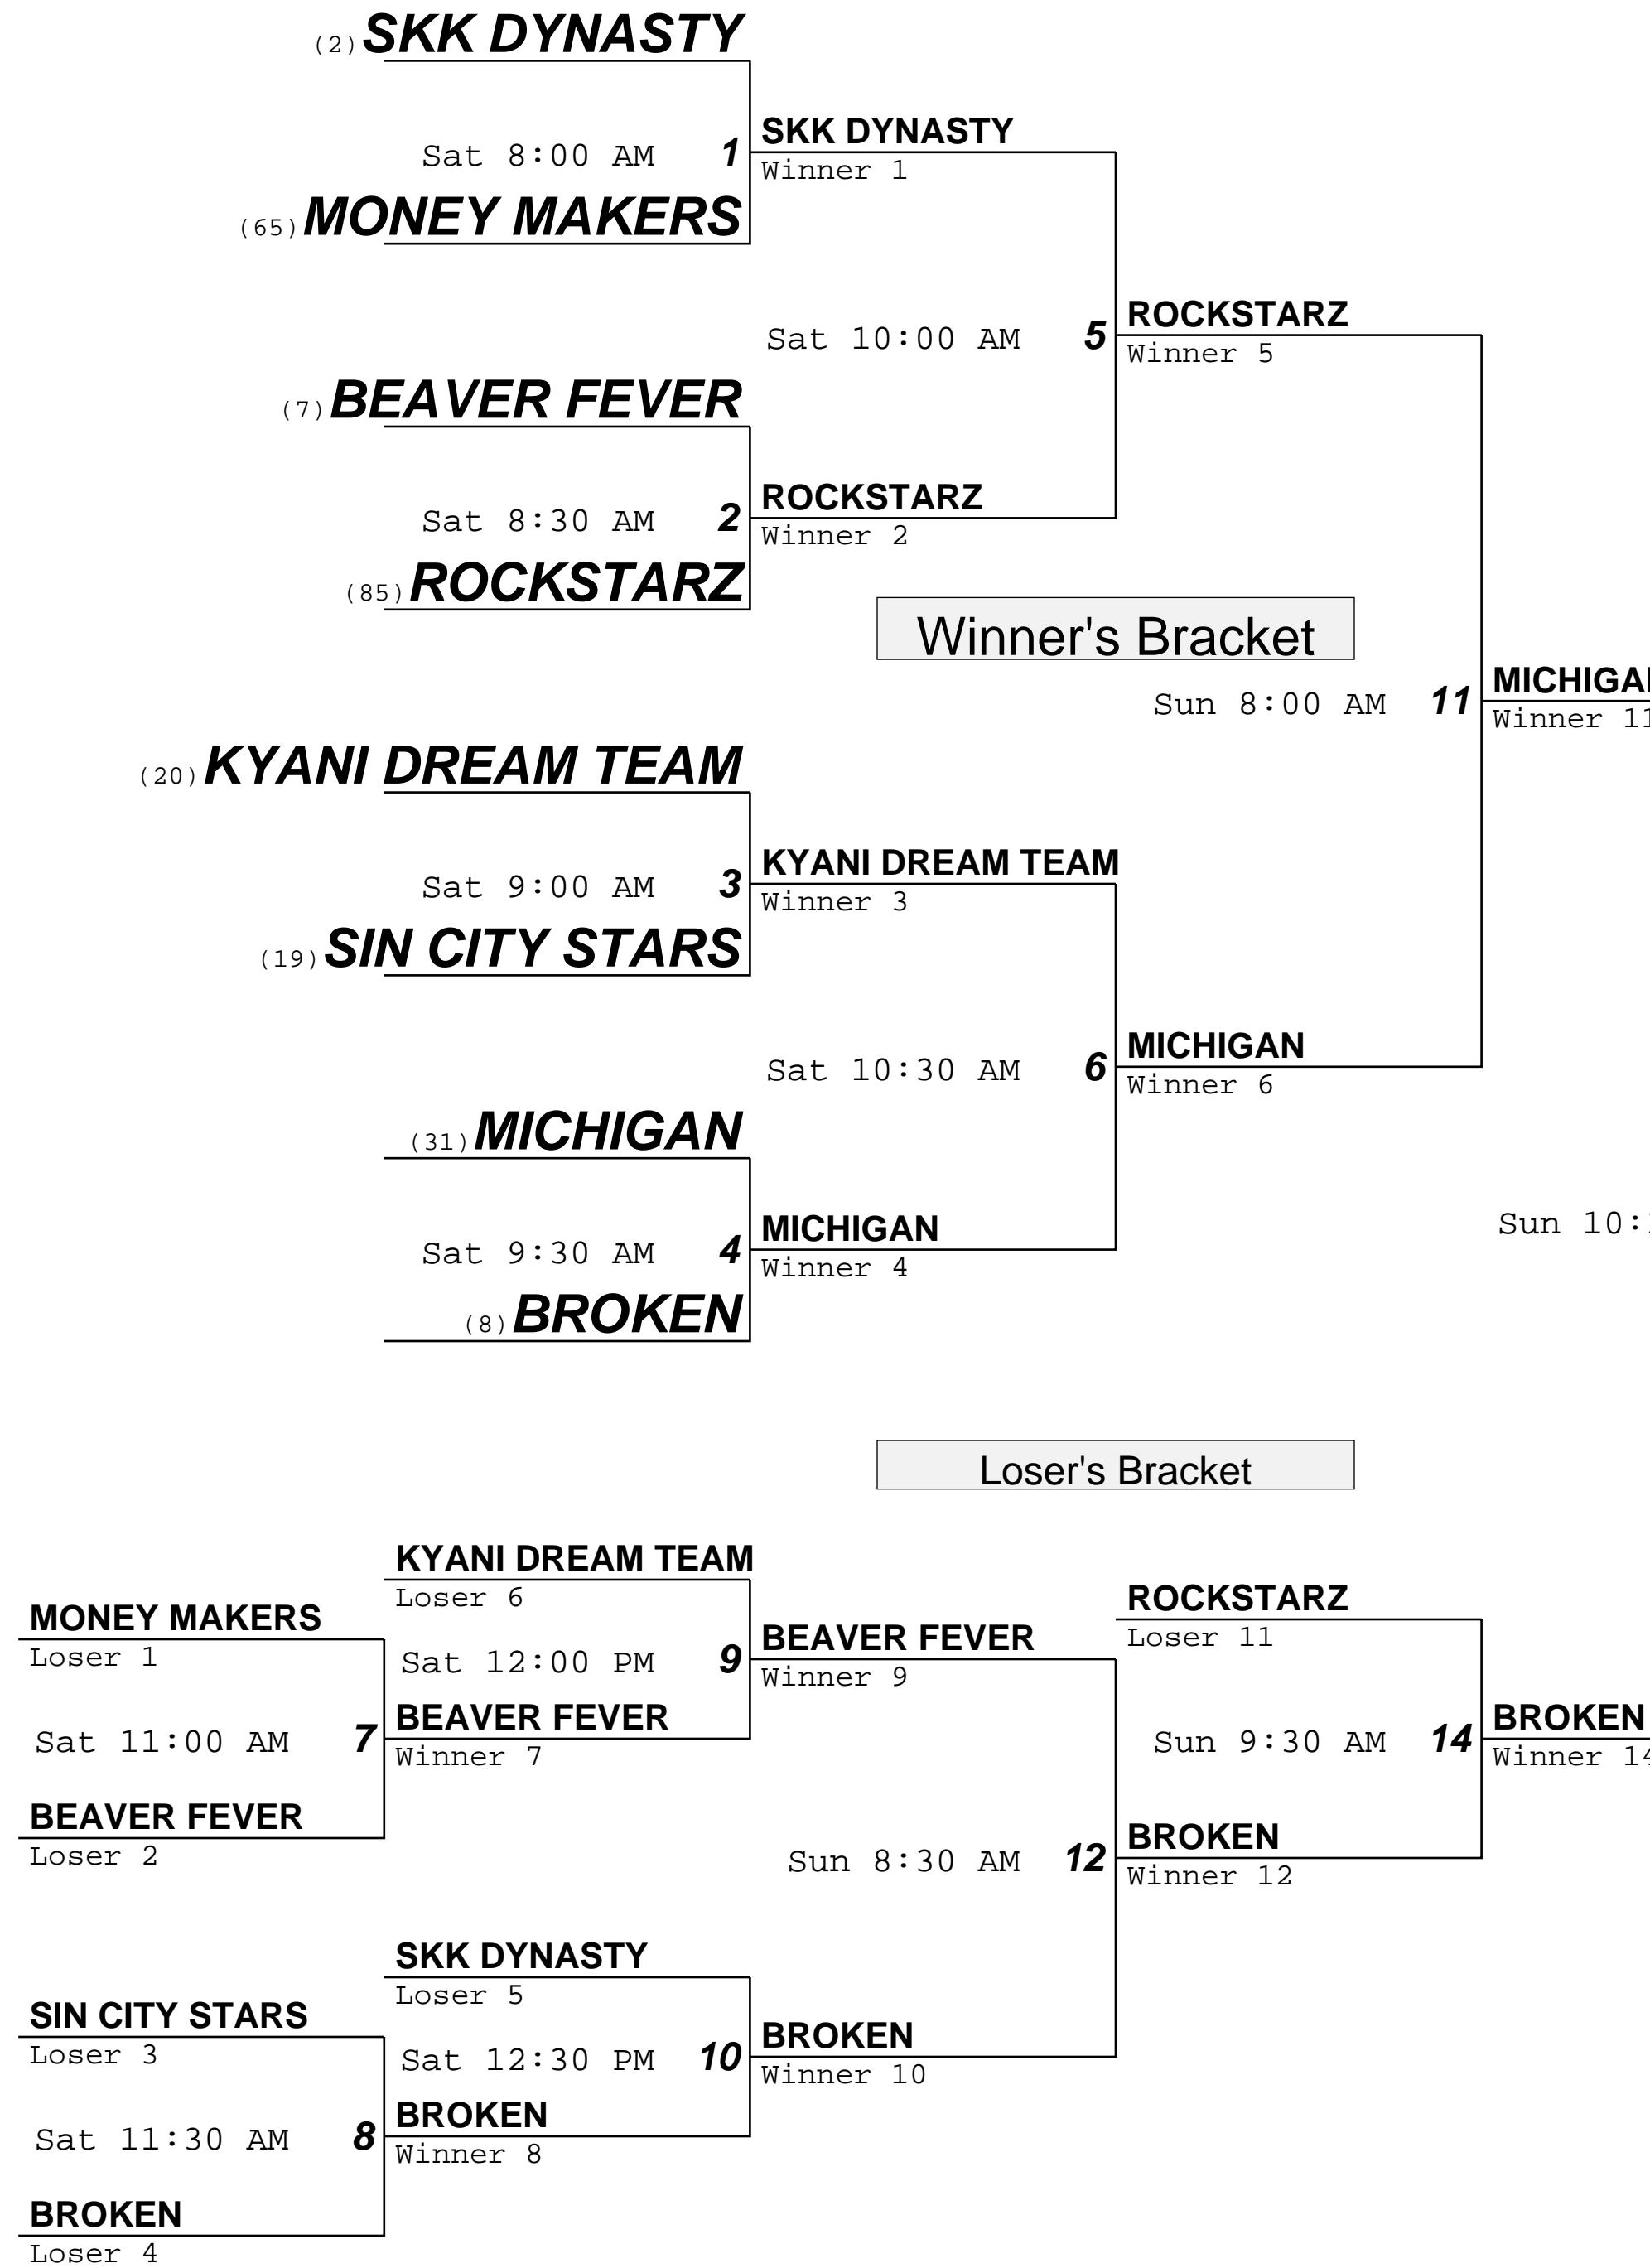 (2) SKK DYNASTY
SKK DYNASTY
Sat 8:00 AM 1
Winner 1
(65) MONEY MAKERS
ROCKSTARZ
Sat 10:00 AM 5
Winner 5
(7) BEAVER FEVER
ROCKSTARZ
Sat 8:30 AM 2
Winner 2
(85) ROCKSTARZ
Winner's Bracket
Sun 8:00 AM 11
Winner 11
(20) KYANI DREAM TEAM
KYANI DREAM TEAM
Sat 9:00 AM 3
Winner 3
(19) SIN CITY STARS
MICHIGAN
Sat 10:30 AM 6
Winner 6
(31) MICHIGAN
MICHIGAN
Sun 10:
Sat 9:30 AM 4
Winner 4
(8) BROKEN
Loser's Bracket
KYANI DREAM TEAM
Loser 6
ROCKSTARZ
MONEY MAKERS
BEAVER FEVER
Loser 11
Loser 1
Sat 12:00 PM 9
Winner 9
BEAVER FEVER
BROKEN
Sat 11:00 AM 7
Winner 7
Sun 9:30 AM 14
Winner
BEAVER FEVER
BROKEN
Loser 2
Sun 8:30 AM 12
Winner 12
SKK DYNASTY
Loser 5
SIN CITY STARS
BROKEN
Loser 3
Sat 12:30 PM 10
Winner 10
BROKEN
Sat 11:30 AM 8
Winner 8
BROKEN
Loser 4